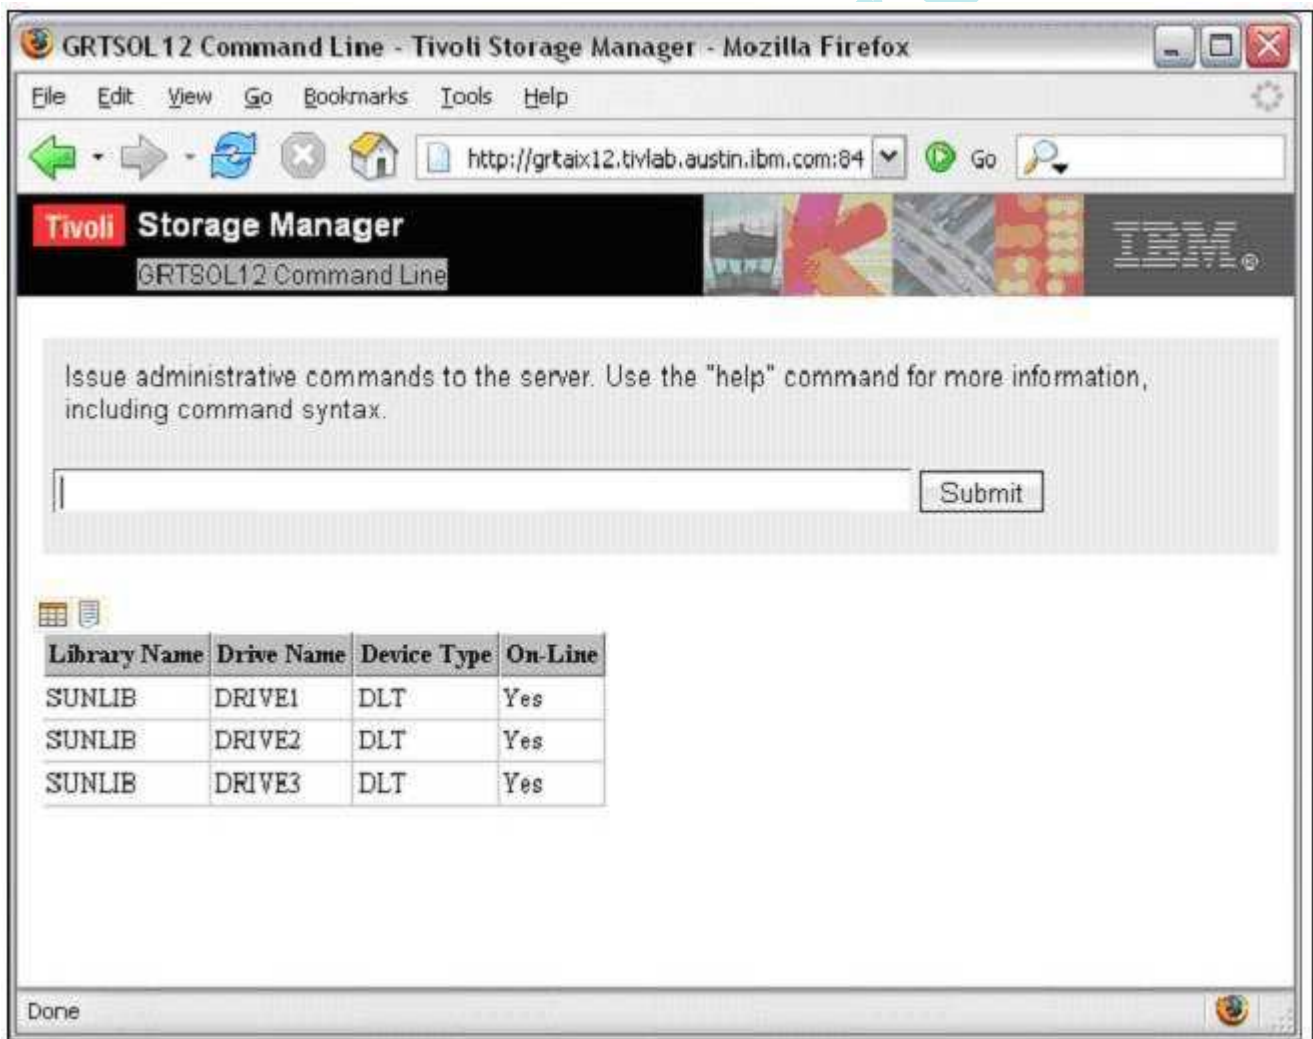 GRTSOL12 Command Line - Tivoli Storage Manager - Mozilla Firefox
File Edit View Go Bookmarks Tools Help
http://grtaix12.tivlab.austin.ibm.com:84 Go
Tivoli Storage Manager
IBM®
GRTSOL12 Command Line
Issue administrative commands to the server. Use the "help" command for more information,
including command syntax.
Submit
Library Name Drive Name Device Type On-Line
SUNLIB DRIVE1 DLT Yes
SUNLIB DRIVE2 DLT Yes
SUNLIB DRIVE3 DLT Yes
Done